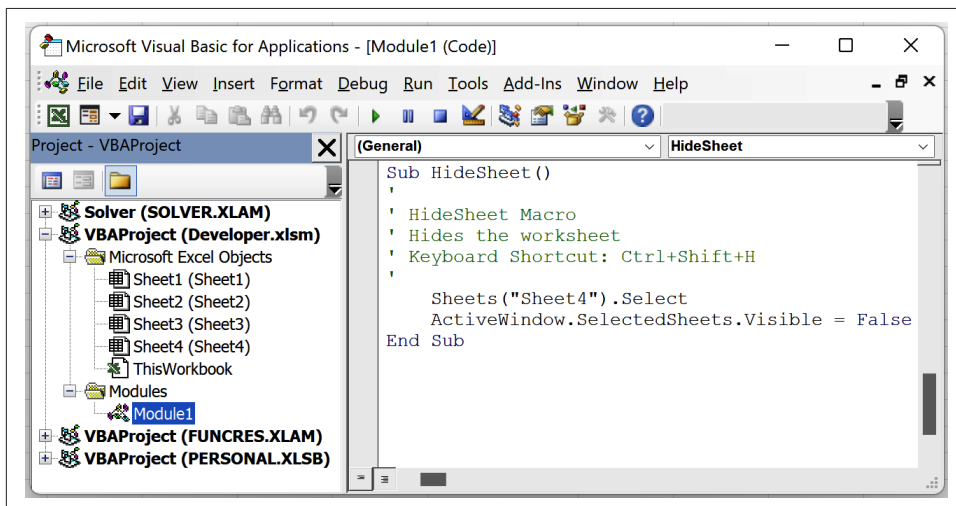 Microsoft Visual Basic for Applications - [Module1 (Code)]
File Edit View Insert Format Debug Run Tools Add-Ins Window Help
Project - VBAProject
Solver (SOLVER.XLAM)
VBAProject (Developer.xlsm)
Microsoft Excel Objects
Sheet1 (Sheet1)
Sheet2 (Sheet2)
Sheet3 (Sheet3)
Sheet4 (Sheet4)
ThisWorkbook
Modules
Module1
VBAProject (FUNCRES.XLAM)
VBAProject (PERSONAL.XLSB)
(General) HideSheet
Sub HideSheet()
'
' HideSheet Macro
' Hides the worksheet
' Keyboard Shortcut: Ctrl+Shift+H
'
Sheets("Sheet4").Select
ActiveWindow.SelectedSheets.Visible = False
End Sub